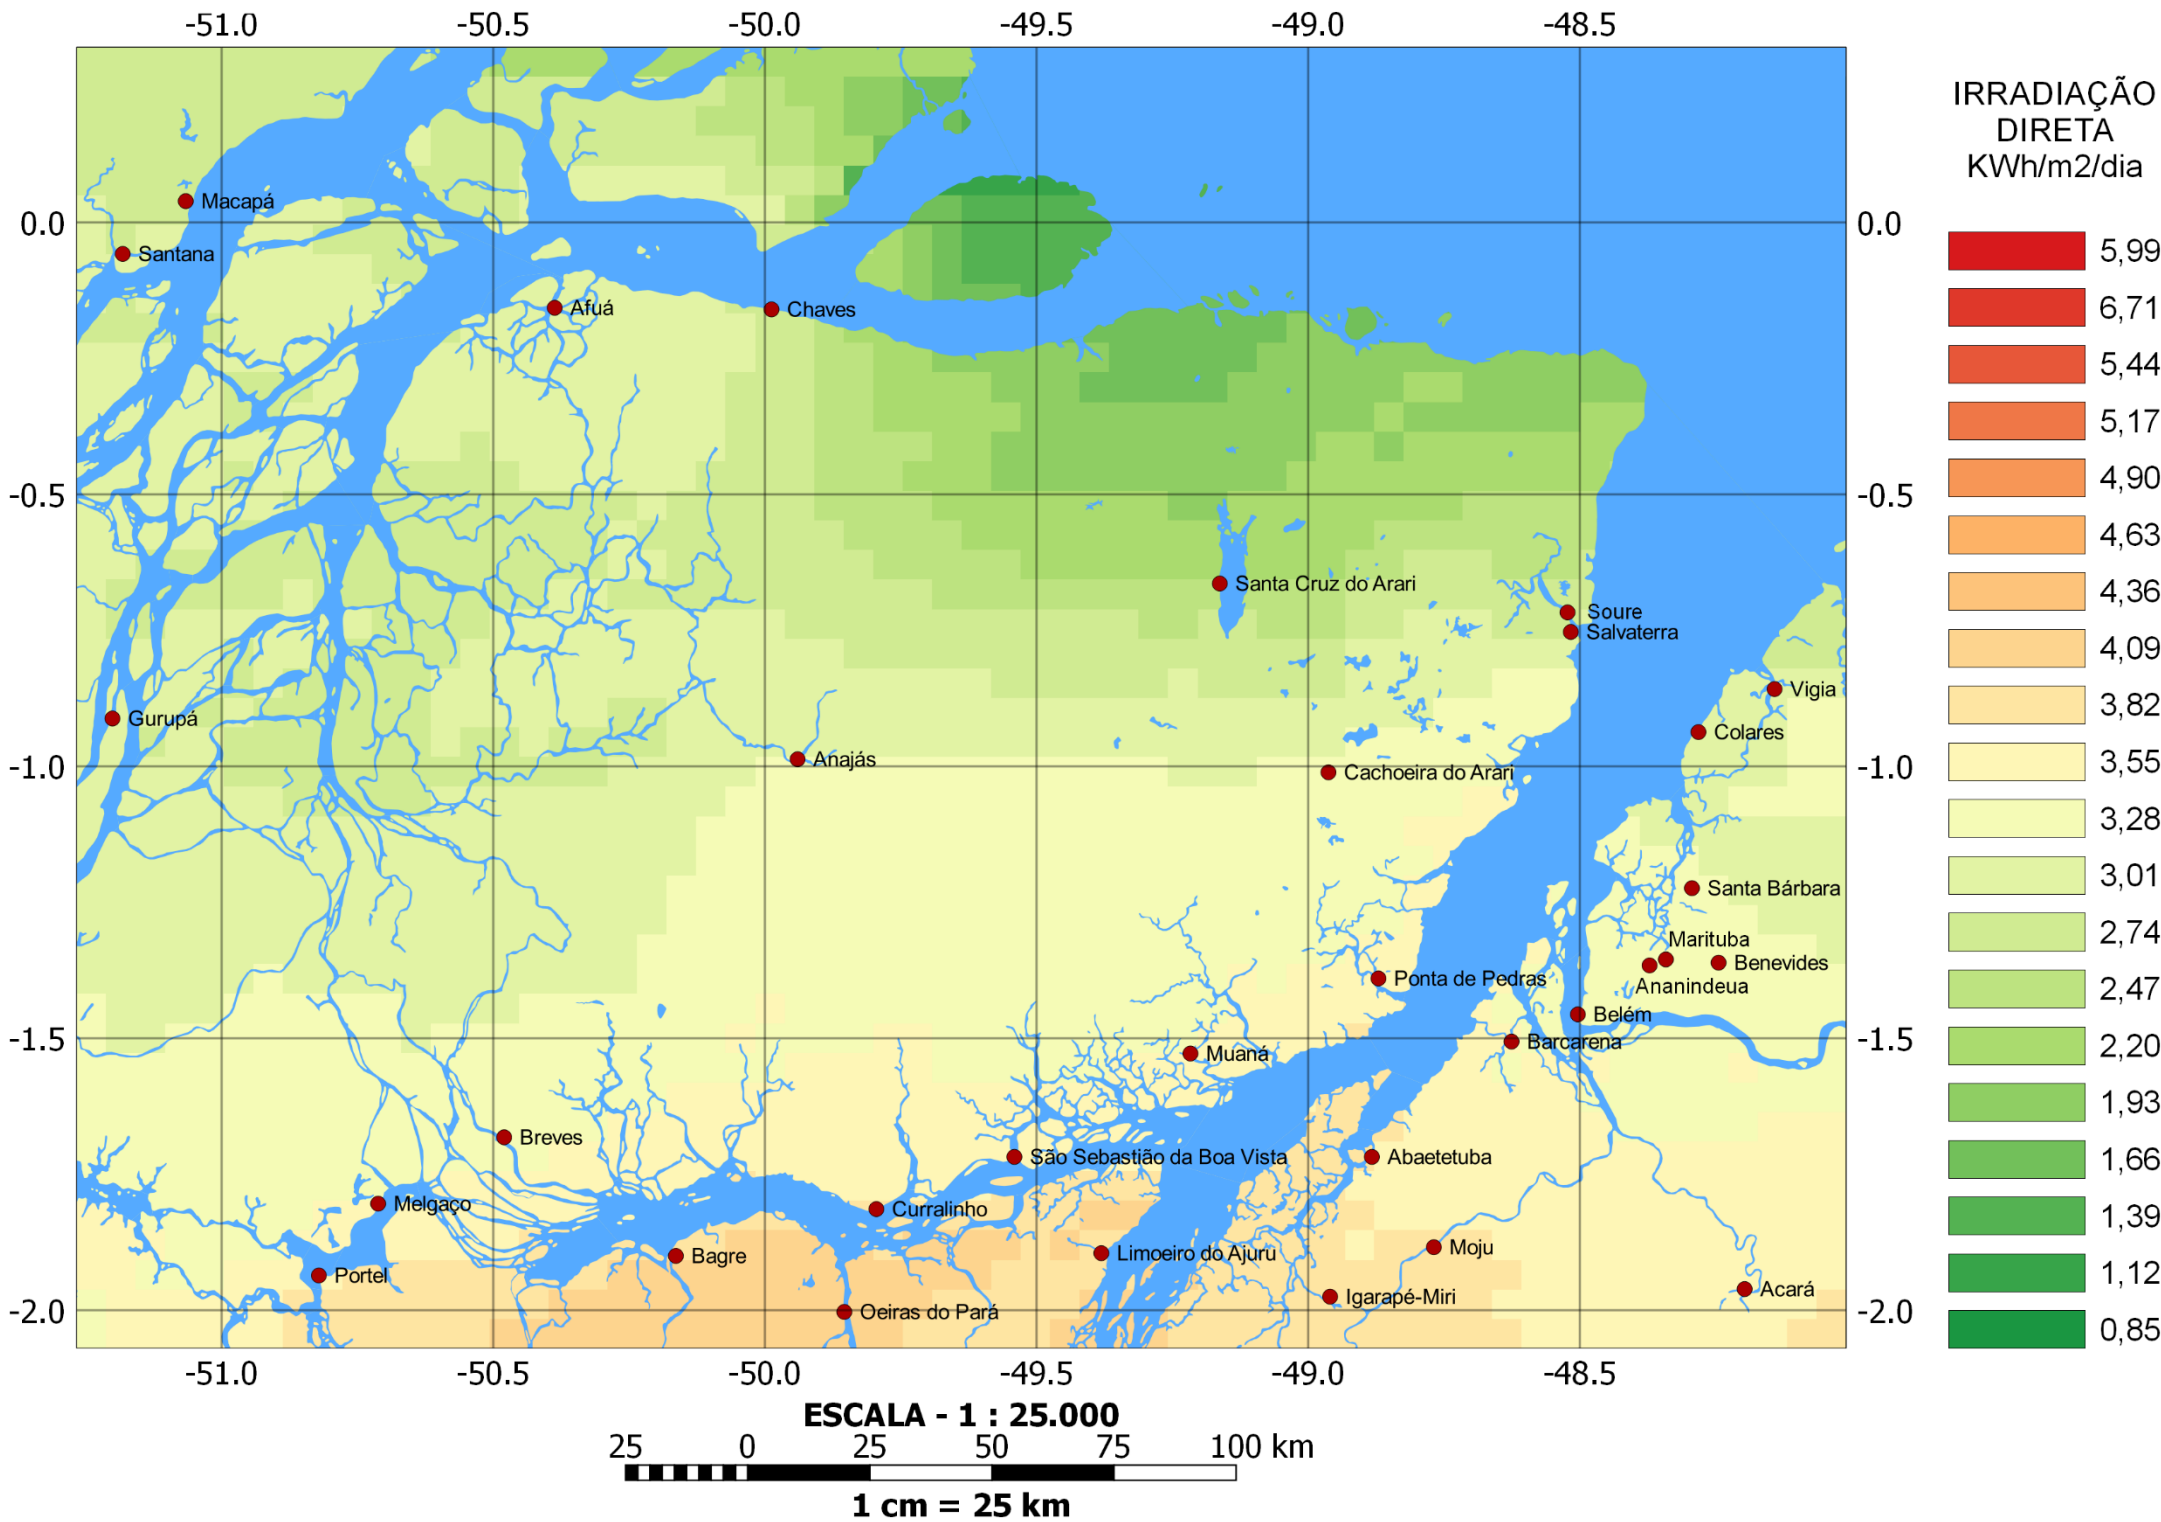 -51.0 -50.5 -50.0 -49.5 -49.0 -48.5
IRRADIAÇÃO
DIRETA
KWh/m2/dia
Macapá
0.0
0.0
Santana
5,99
6,71
Afuá
Chaves
5,44
5,17
4,90
-0.5
-0.5
4,63
Santa Cruz do Arari
4,36
Soure
Salvaterra
4,09
Vigia
3,82
Gurupá
Colares
Anajás
3,55
-1.0
-1.0
Cachoeira do Arari
3,28
3,01
Santa Bárbara
2,74
Marituba
Benevides
Ponta de Pedras
Ananindeua
2,47
Belém
-1.5
-1.5
Barcarena
2,20
Muaná
1,93
Breves
São Sebastião da Boa Vista
Abaetetuba
1,66
Melgaço
Curralinho
1,39
Bagre
Limoeiro do Ajuru
Moju
1,12
Portel
Igarapé-Miri
Acará
-2.0
-2.0
Oeiras do Pará
0,85
-51.0 -50.5 -50.0 -49.5 -49.0 -48.5
ESCALA - 1 : 25.000
25 0 25 50 75 100 km
1 cm = 25 km